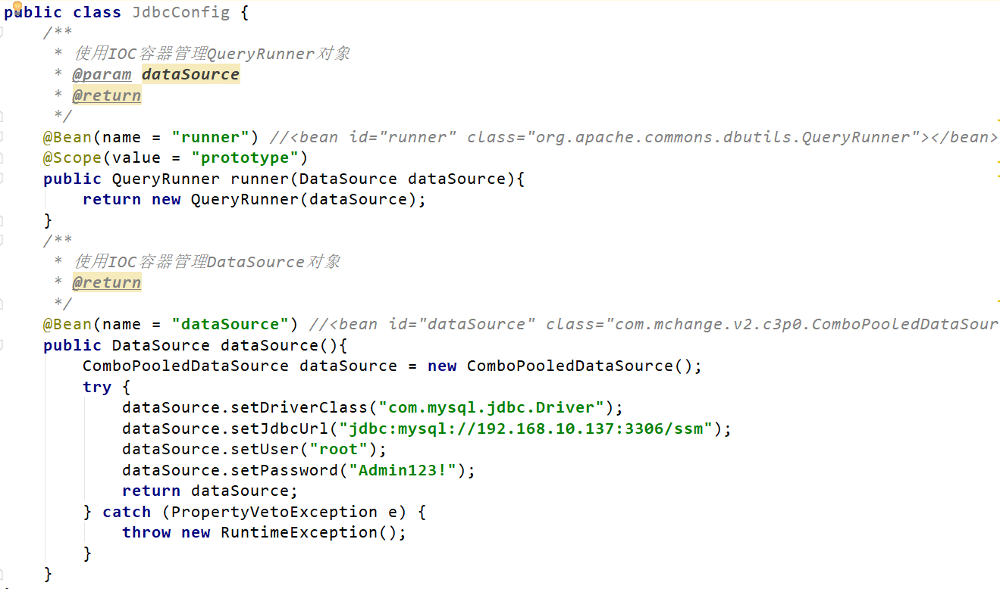 public class JdbcConfig {
    /**
     * 使用IOC容器管理QueryRunner对象
     * @param dataSource
     * @return
     */
    @Bean(name = "runner") //<bean id="runner" class="org.apache.commons.dbutils.QueryRunner"></bean>
    @Scope(value = "prototype")
    public QueryRunner runner(DataSource dataSource){
        return new QueryRunner(dataSource);
    }
    /**
     * 使用IOC容器管理DataSource对象
     * @return
     */
    @Bean(name = "dataSource") //<bean id="dataSource" class="com.mchange.v2.c3p0.ComboPooledDataSour
    public DataSource dataSource(){
        ComboPooledDataSource dataSource = new ComboPooledDataSource();
        try {
            dataSource.setDriverClass("com.mysql.jdbc.Driver");
            dataSource.setJdbcUrl("jdbc:mysql://192.168.10.137:3306/ssm");
            dataSource.setUser("root");
            dataSource.setPassword("Admin123!");
            return dataSource;
        } catch (PropertyVetoException e) {
            throw new RuntimeException();
        }
    }